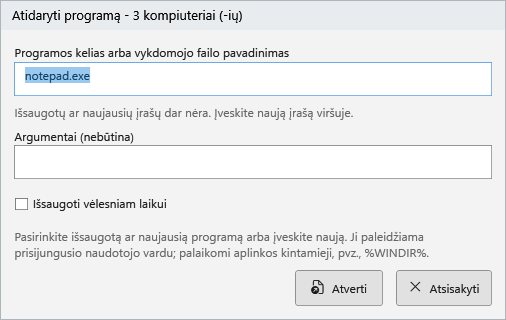 Atidaryti programą - 3 kompiuteriai (-ių)
Programos kelias arba vykdomojo failo pavadinimas
notepad.exe
Išsaugotų ar naujausių įrašų dar nėra. Įveskite naują įrašą viršuje.
Argumentai (nebūtina)
Išsaugoti vėlesniam laikui
Pasirinkite išsaugotą ar naujausią programą arba įveskite naują. Ji paleidžiama
prisijungusio naudotojo vardu; palaikomi aplinkos kintamieji, pvz., %WINDIR%.
Atverti
Atsisakyti